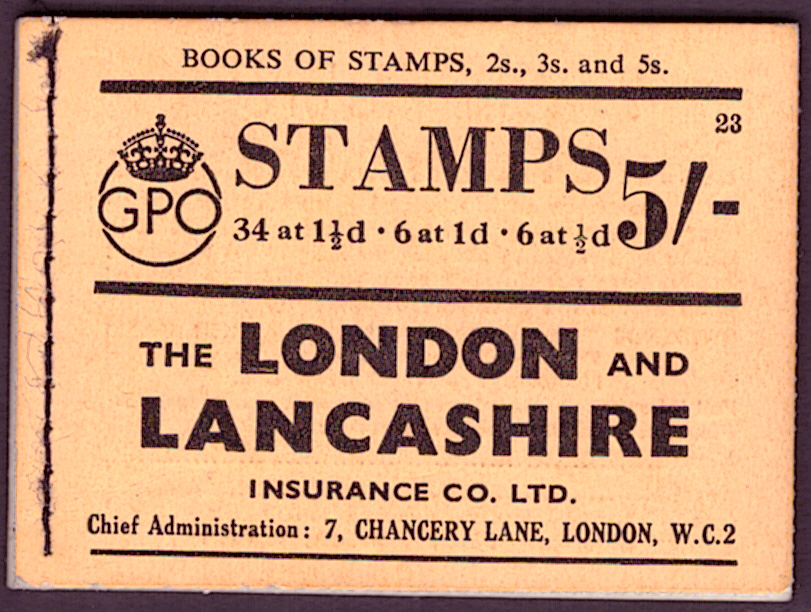 BOOKS OF STAMPS, 2s., 3s. and 5s.
23
STAMPS 5/-
GPO
34 at 1½d · 6 at 1d · 6 at ½d
THE LONDON AND
LANCASHIRE
INSURANCE CO. LTD.
Chief Administration: 7, CHANCERY LANE, LONDON, W.C.2